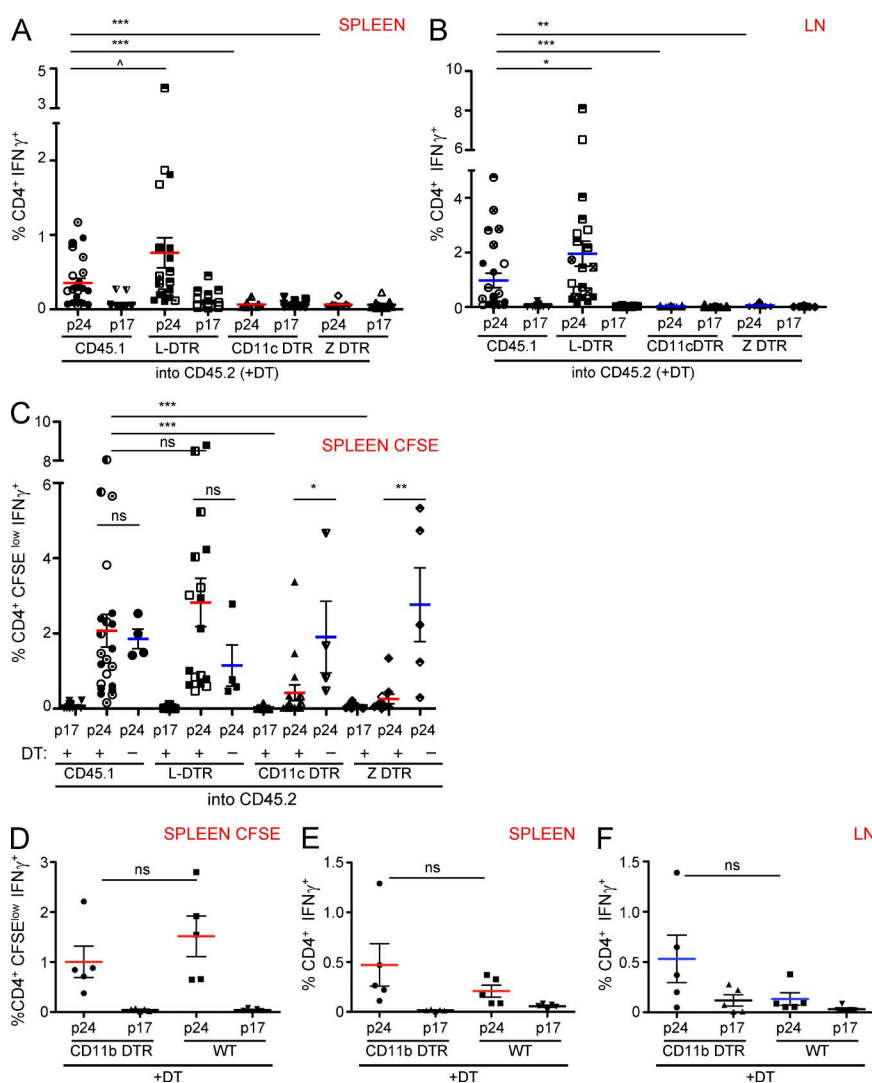 A
SPLEEN
***
***
^
% CD4⁺ IFNγ⁺
5
3
2
1
0
p24 p17 p24 p17 p24 p17 p24 p17
CD45.1 L-DTR CD11c DTR Z DTR
into CD45.2 (+DT)
B
LN
**
***
*
% CD4⁺ IFNγ⁺
10
8
6
4
2
0
p24 p17 p24 p17 p24 p17 p24 p17
CD45.1 L-DTR CD11cDTR Z DTR
into CD45.2 (+DT)
C
SPLEEN CFSE
***
***
ns
ns
ns
*
**
% CD4⁺ CFSE ˡᵒʷ IFNγ⁺
10
8
6
4
2
0
p17 p24 p24 p17 p24 p24 p17 p24 p24 p17 p24 p24
DT: + + − + + − + + − + + −
CD45.1 L-DTR CD11c DTR Z DTR
into CD45.2
D
SPLEEN CFSE
ns
%CD4⁺ CFSEˡᵒʷ IFNγ⁺
3
2
1
0
p24 p17 p24 p17
CD11b DTR WT
+DT
E
SPLEEN
ns
% CD4⁺ IFNγ⁺
1.5
1.0
0.5
0
p24 p17 p24 p17
CD11b DTR WT
+DT
F
LN
ns
% CD4⁺ IFNγ⁺
1.5
1.0
0.5
0
p24 p17 p24 p17
CD11b DTR WT
+DT